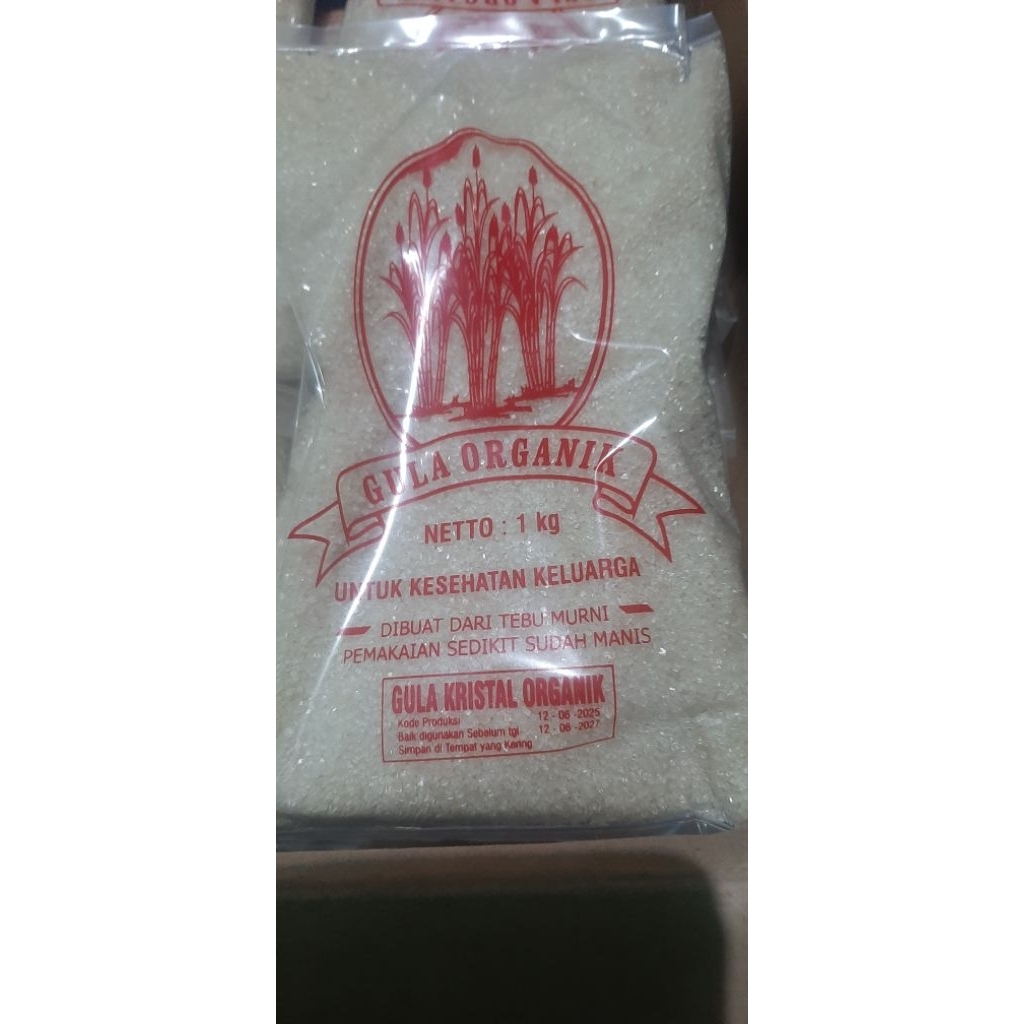 GULA ORGANIK
NETTO : 1 kg
UNTUK KESEHATAN KELUARGA
DIBUAT DARI TEBU MURNI
PEMAKAIAN SEDIKIT SUDAH MANIS
GULA KRISTAL ORGANIK
Kode Produksi 12 - 06 -2025
Baik digunakan Sebelum tgl 12 - 06 -2027
Simpan di Tempat yang Kering